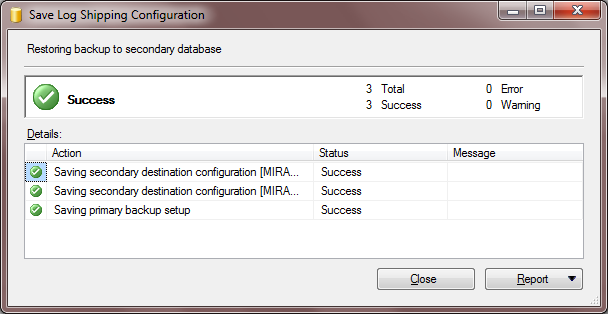 Save Log Shipping Configuration
Restoring backup to secondary database
Success
3 Total 0 Error
3 Success 0 Warning
Details:
Action Status Message
Saving secondary destination configuration [MIRA... Success
Saving secondary destination configuration [MIRA... Success
Saving primary backup setup Success
Close Report